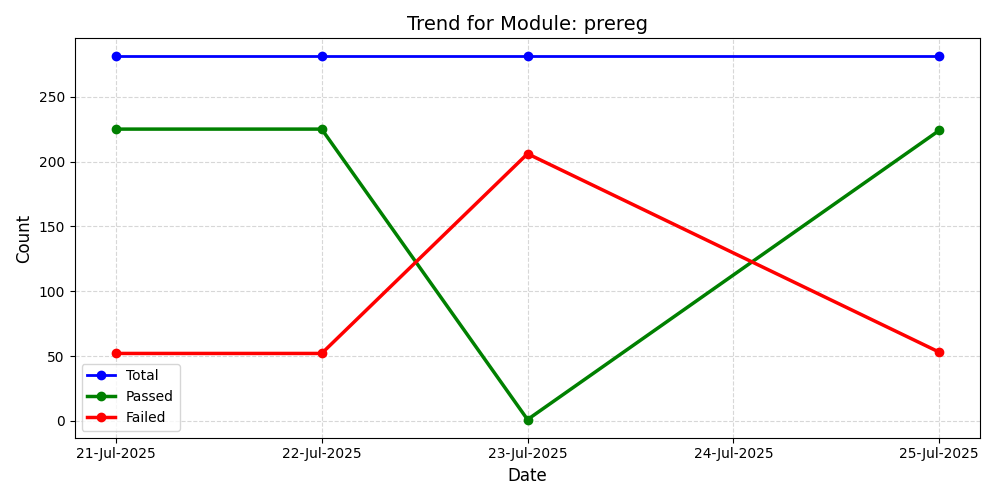 Trend for Module: prereg
Count
250
200
150
100
50
0
Total
Passed
Failed
21-Jul-2025
22-Jul-2025
23-Jul-2025
24-Jul-2025
25-Jul-2025
Date